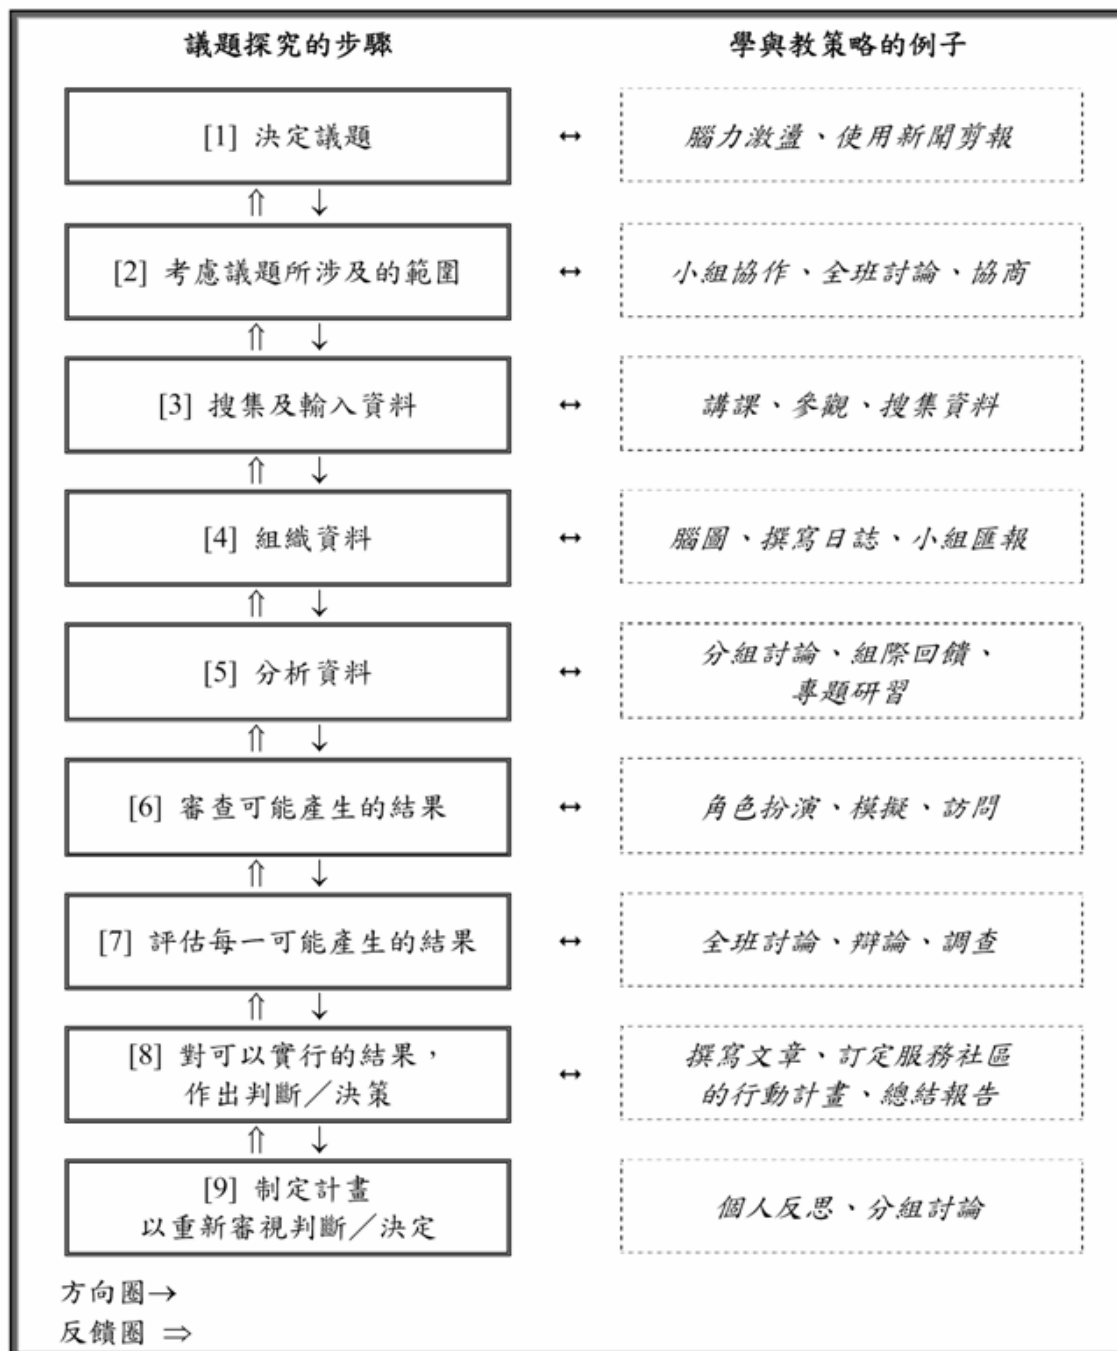 議題探究的步驟 學與教策略的例子
[1] 決定議題 ↔ 腦力激盪、使用新聞剪報
⇑ ↓
[2] 考慮議題所涉及的範圍 ↔ 小組協作、全班討論、協商
⇑ ↓
[3] 搜集及輸入資料 ↔ 講課、參觀、搜集資料
⇑ ↓
[4] 組織資料 ↔ 腦圖、撰寫日誌、小組匯報
⇑ ↓
[5] 分析資料 ↔ 分組討論、組際回饋、
專題研習
⇑ ↓
[6] 審查可能產生的結果 ↔ 角色扮演、模擬、訪問
⇑ ↓
[7] 評估每一可能產生的結果 ↔ 全班討論、辯論、調查
⇑ ↓
[8] 對可以實行的結果，
作出判斷／決策 ↔
撰寫文章、訂定服務社區
的行動計畫、總結報告
⇑ ↓
[9] 制定計畫
以重新審視判斷／決定
個人反思、分組討論
方向圈→
反饋圈 ⇒